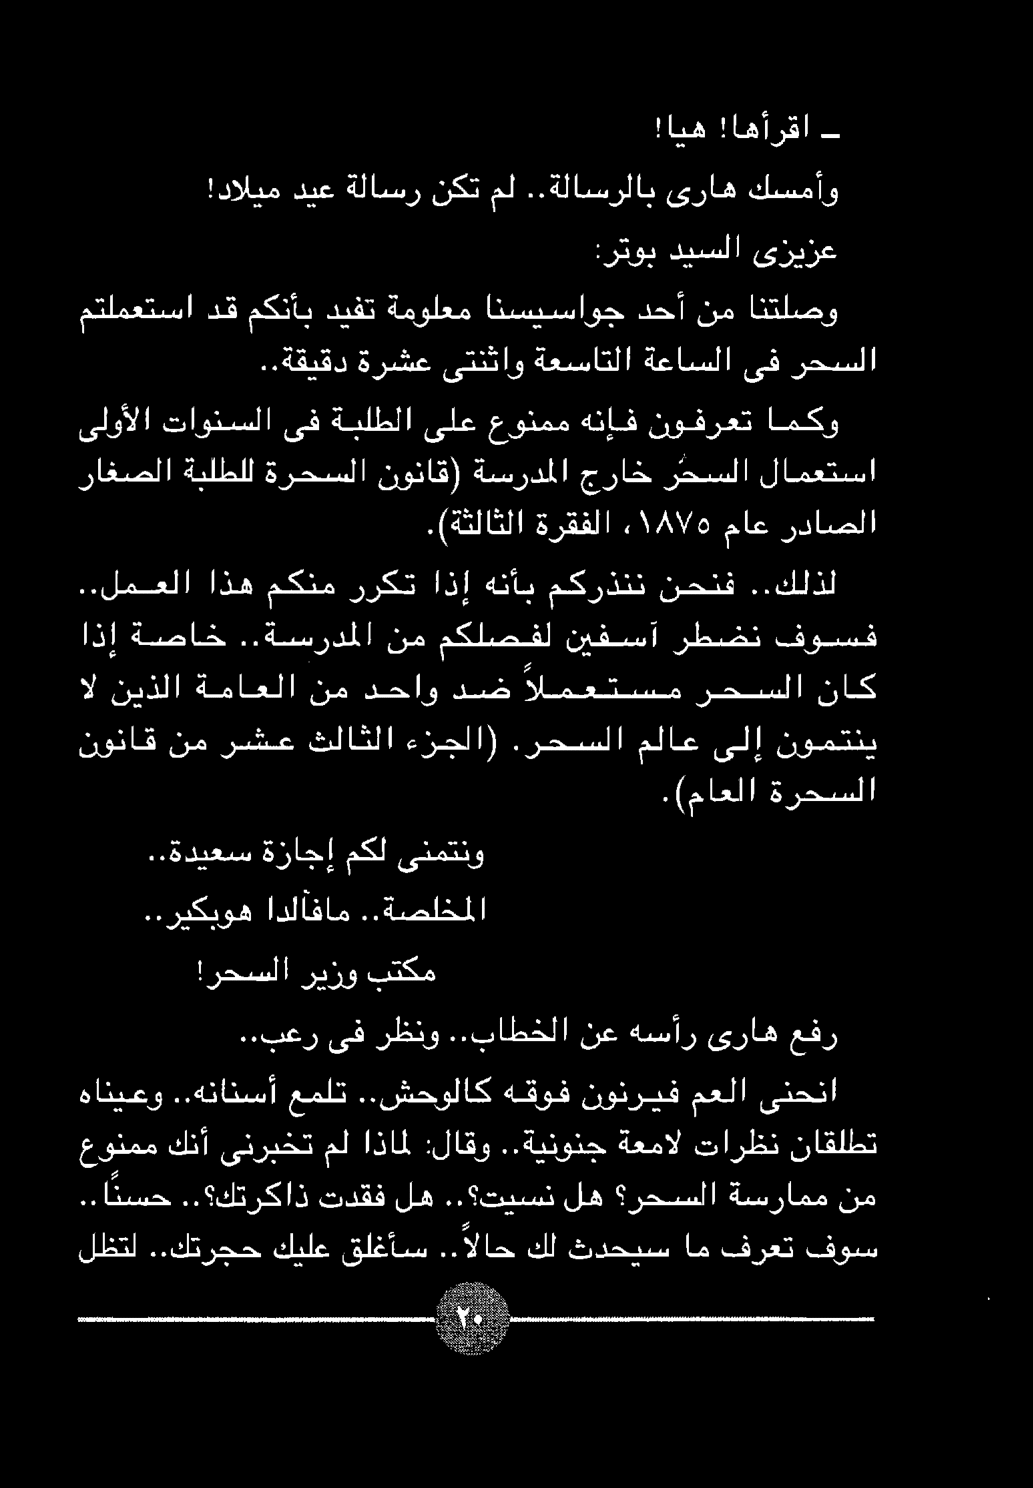 ـ اقرأها! هيا!
وأمسك هارى بالرسالة.. لم تكن رسالة عيد ميلاد!
عزيزى السيد بوتر:
وصلتنا من أحد جواسيسنا معلومة تفيد بأنكم قد استعملتم
السحر فى الساعة التاسعة واثنتى عشرة دقيقة..
وكما تعرفون فإنه ممنوع على الطلبة فى السنوات الأولى
استعمال السحر خارج المدرسة (قانون السحرة للطلبة الصغار
الصادر عام ١٨٧٥، الفقرة الثالثة).
لذلك.. فنحن ننذركم بأنه إذا تكرر منكم هذا العمل..
فسوف نضطر آسفين لفصلكم من المدرسة.. خاصة إذا
كان السحر مستعملاً ضد واحد من العامة الذين لا
ينتمون إلى عالم السحر. (الجزء الثالث عشر من قانون
السحرة العام).
ونتمنى لكم إجازة سعيدة..
المخلصة.. مافالدا هوبكير..
مكتب وزير السحر!
رفع هارى رأسه عن الخطاب.. ونظر فى رعب..
انحنى العم فيرنون فوقه كالوحش.. تلمع أسنانه.. وعيناه
تطلقان نظرات لامعة جنونية.. وقال: لماذا لم تخبرنى أنك ممنوع
من ممارسة السحر؟ هل نسيت؟.. هل فقدت ذاكرتك؟.. حسناً..
سوف تعرف ما سيحدث لك حالاً.. سأغلق عليك حجرتك.. لتظل
٢٠